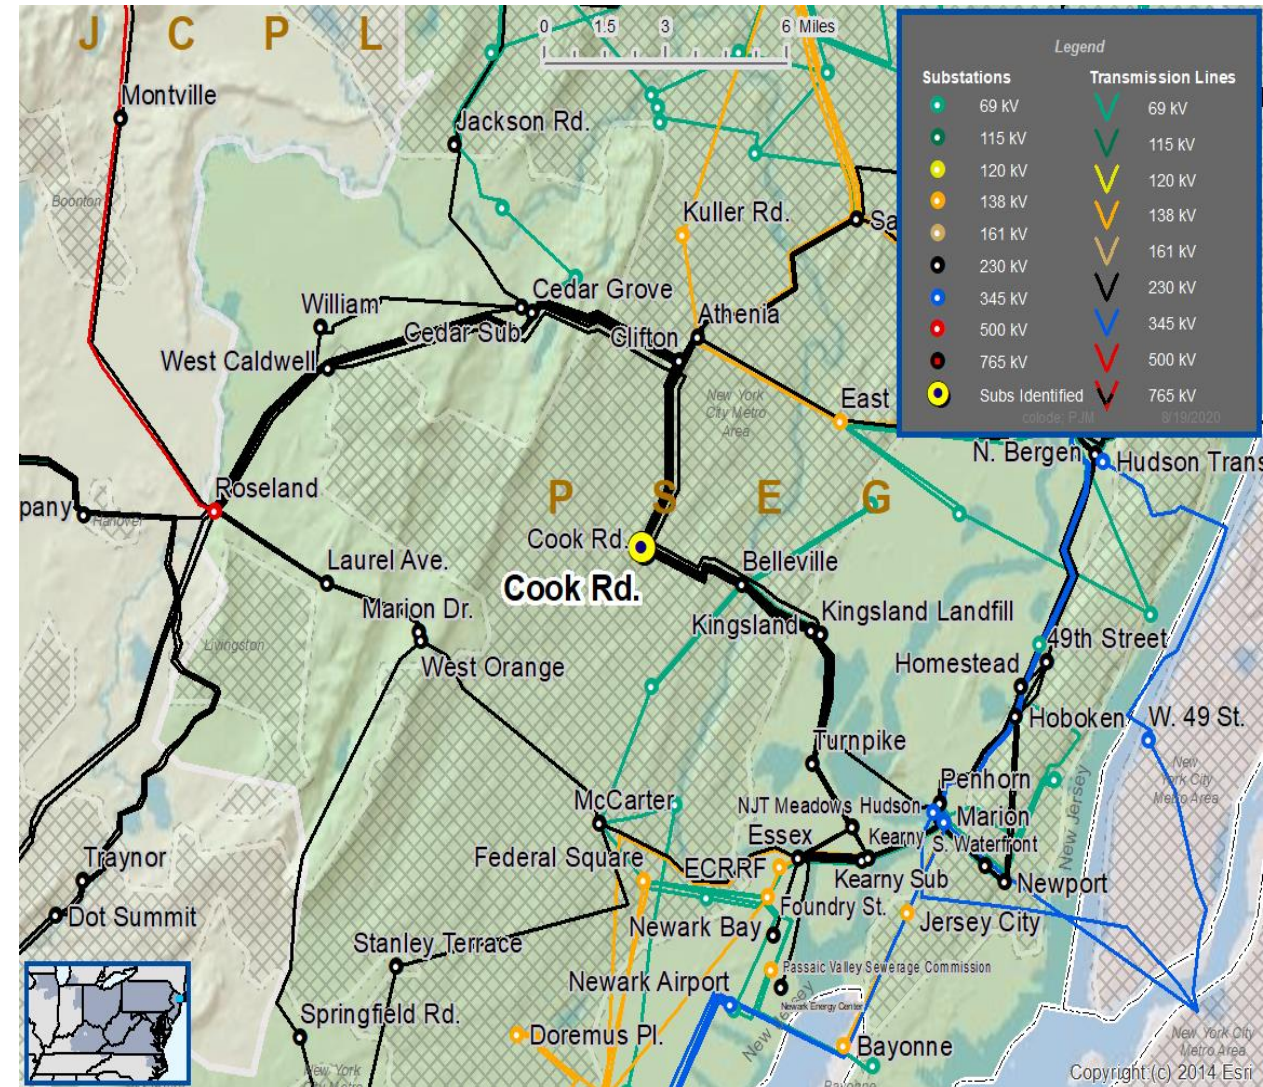 J C P L
0 1.5 3 6 Miles
Montville
Jackson Rd.
Boonton
Kuller Rd.
Sa
Cedar Grove
William
Cedar Sub
Clifton
Athenia
West Caldwell
New York
City Metro
Area
East
Legend
Substations
69 kV
115 kV
120 kV
138 kV
161 kV
230 kV
345 kV
500 kV
765 kV
Subs Identified
Transmission Lines
69 kV
115 kV
120 kV
138 kV
161 kV
230 kV
345 kV
500 kV
765 kV
colode; PJM 8/19/2020
N. Bergen
Hudson Trans
Roseland
pany
Hanover
P S E G
Cook Rd.
Cook Rd.
Belleville
Laurel Ave.
Marion Dr.
Livingston
West Orange
Kingsland
Kingsland Landfill
49th Street
Homestead
Hoboken
W. 49 St.
Turnpike
New
York City
Metro Area
Penhorn
NJT Meadows
Hudson
McCarter
Marion
Essex
Kearny
S. Waterfront
New Jersey
Federal Square
ECRRF
Kearny Sub
Newport
Traynor
Foundry St.
Dot Summit
Newark Bay
Jersey City
Stanley Terrace
Passaic Valley Sewerage Commission
Newark Airport
Newark Energy Center
New Jersey
Springfield Rd.
Doremus Pl.
Bayonne
New York City
Metro Area
New York
City Metro
Bayonne
Copyright:(c) 2014 Esri